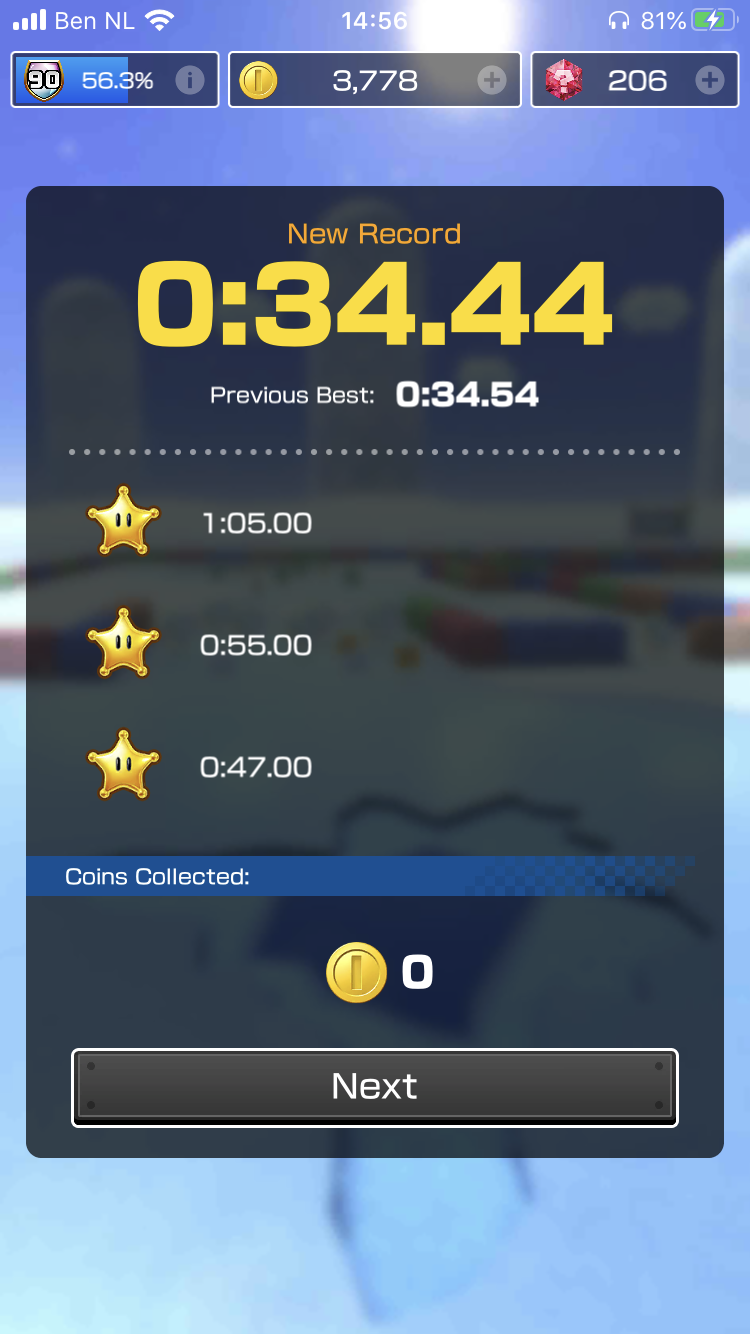 Ben NL 14:56 81%
90 56.3% i 3,778 + 206 +
New Record
0:34.44
Previous Best: 0:34.54
1:05.00
0:55.00
0:47.00
Coins Collected:
0
Next